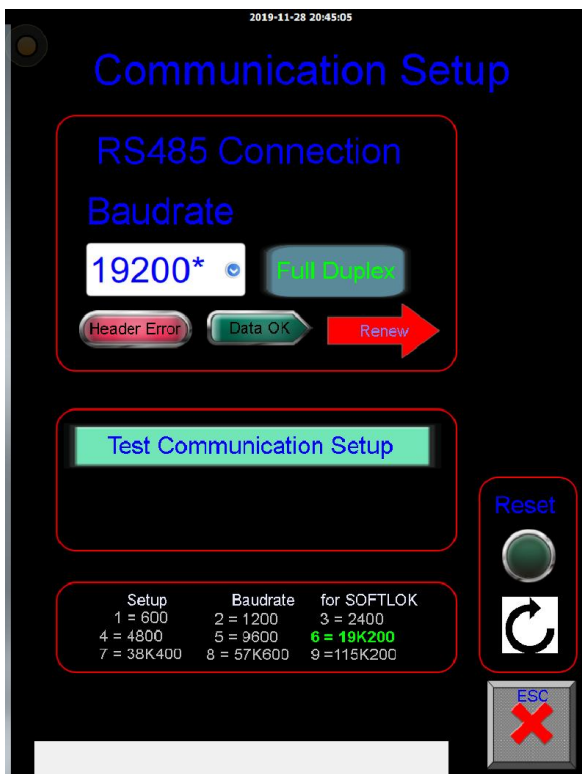 2019-11-28 20:45:05
Communication Setup
RS485 Connection
Baudrate
19200*
Full Duplex
Header Error
Data OK
Renew
Test Communication Setup
Reset
Setup Baudrate for SOFTLOK
1 = 600 2 = 1200 3 = 2400
4 = 4800 5 = 9600 6 = 19K200
7 = 38K400 8 = 57K600 9 =115K200
ESC